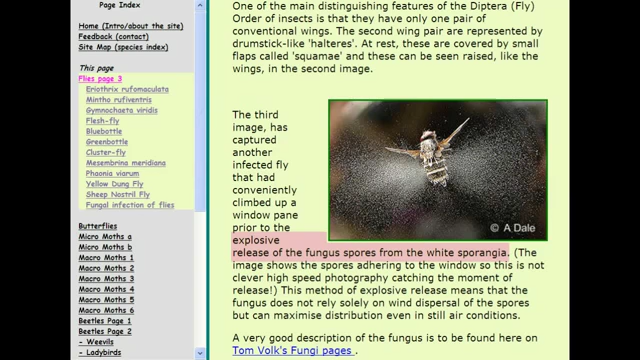 Page Index
Home (Intro/about the site)
Feedback (contact)
Site Map (species index)
This page
Flies page 3
Eriothrix rufomaculata
Mintho rufiventris
Gymnochaeta viridis
Flesh-fly
Bluebottle
Greenbottle
Cluster-fly
Mesembrina meridiana
Phaonia viarum
Yellow Dung Fly
Sheep Nostril Fly
Fungal infection of flies
Butterflies
Micro Moths a
Micro Moths b
Macro Moths 1
Macro Moths 2
Macro Moths 3
Macro Moths 4
Macro Moths 5
Macro Moths 6
Beetles Page 1
Beetles Page 2
- Weevils
- Ladybirds
One of the main distinguishing features of the Diptera (Fly)
Order of insects is that they have only one pair of
conventional wings. The second wing pair are represented by
drumstick-like 'halteres'. At rest, these are covered by small
flaps called 'squamae' and these can be seen raised, like the
wings, in the second image.
The third
image, has
captured
another
infected fly
that had
conveniently
climbed up a
window pane
prior to the
explosive
release of the fungus spores from the white sporangia. (The
image shows the spores adhering to the window so this is not
clever high speed photography catching the moment of
release!) This method of explosive release means that the
fungus does not rely solely on wind dispersal of the spores
but can maximise distribution even in still air conditions.
A very good description of the fungus is to be found here on
Tom Volk's Fungi pages .
© A Dale